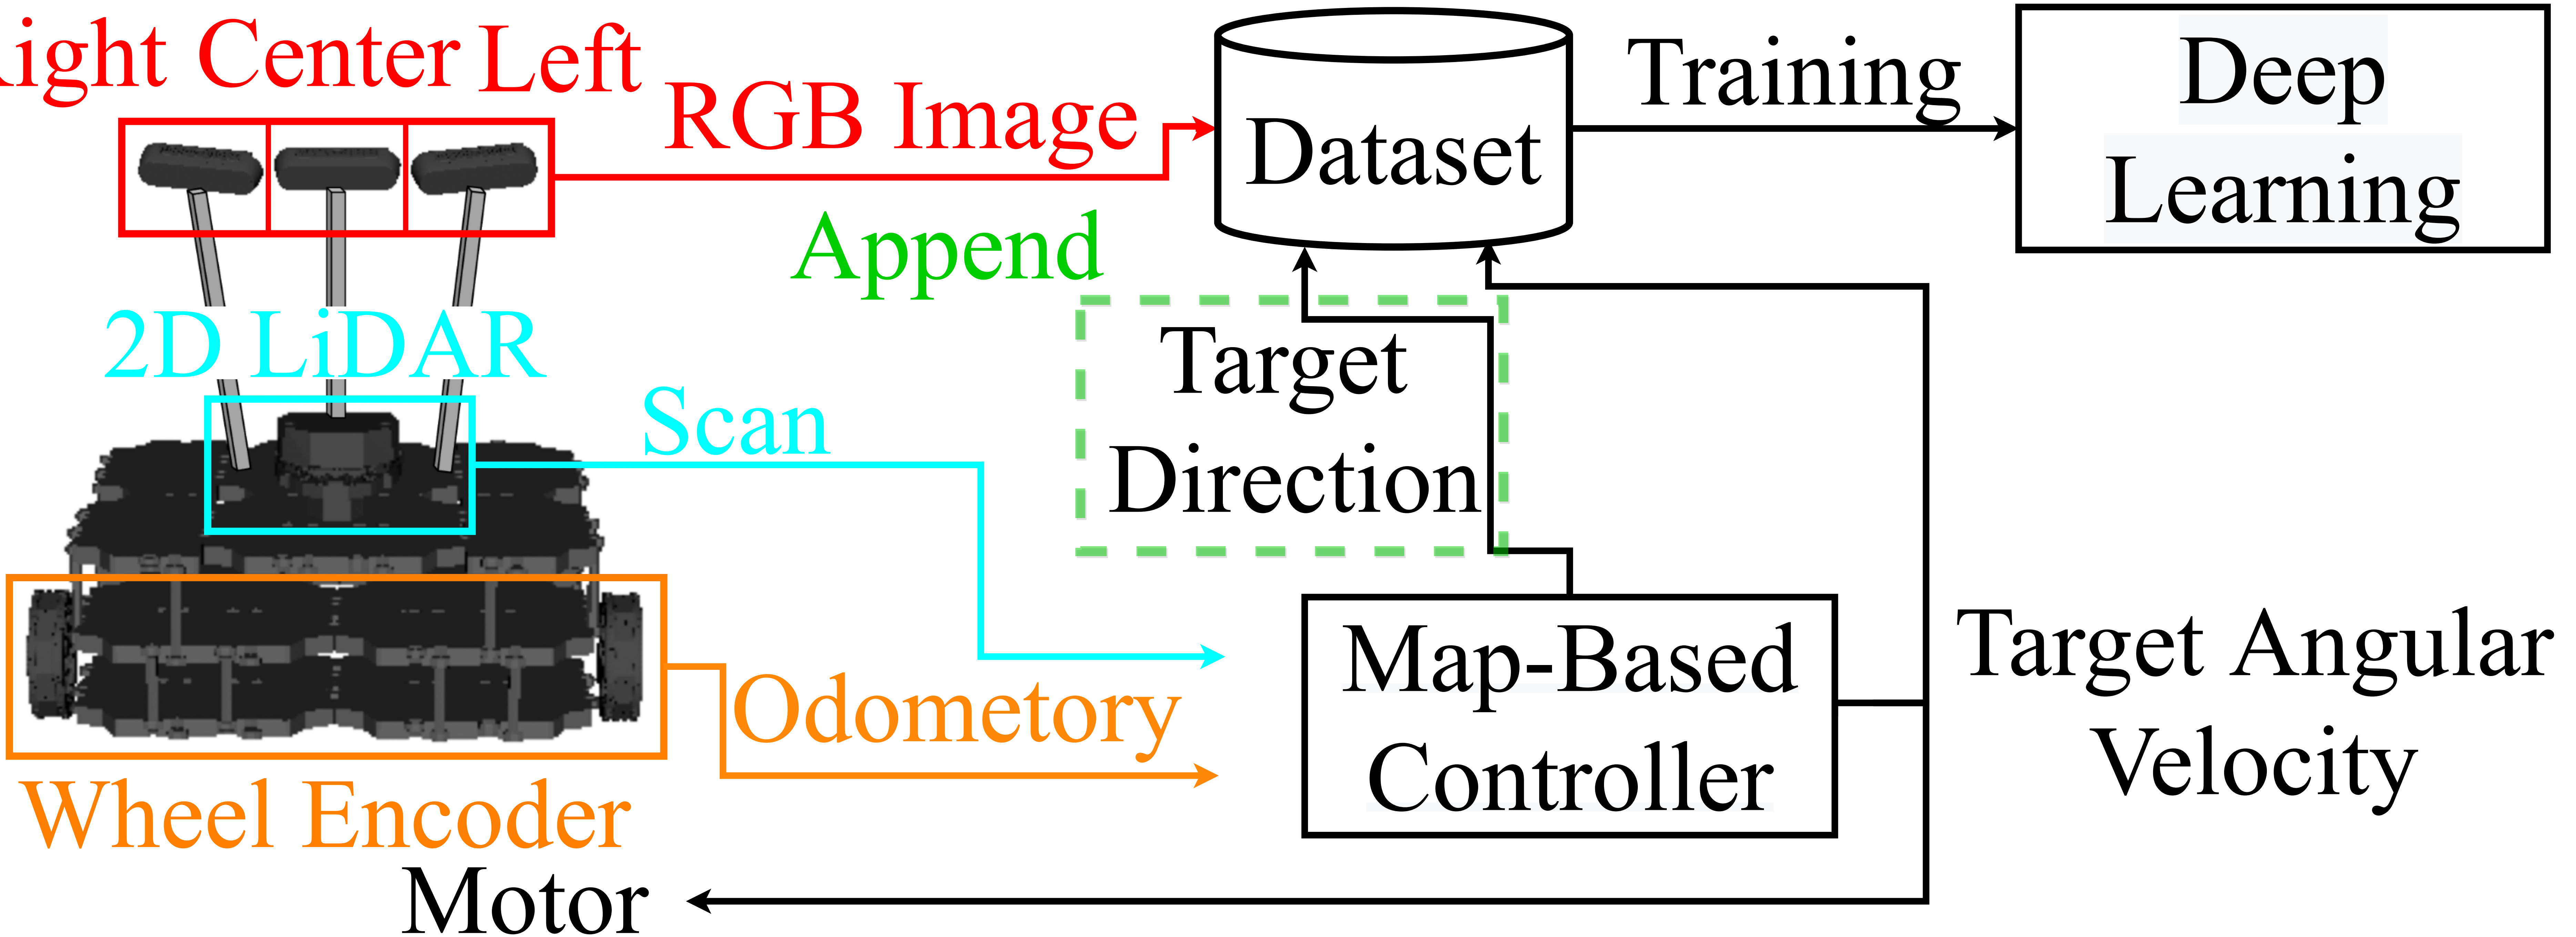 ight Center Left
RGB Image
Dataset
Training
Deep
Learning
Append
2D LiDAR
Scan
Target
Direction
Odometory
Map-Based
Controller
Target Angular
Velocity
Wheel Encoder
Motor